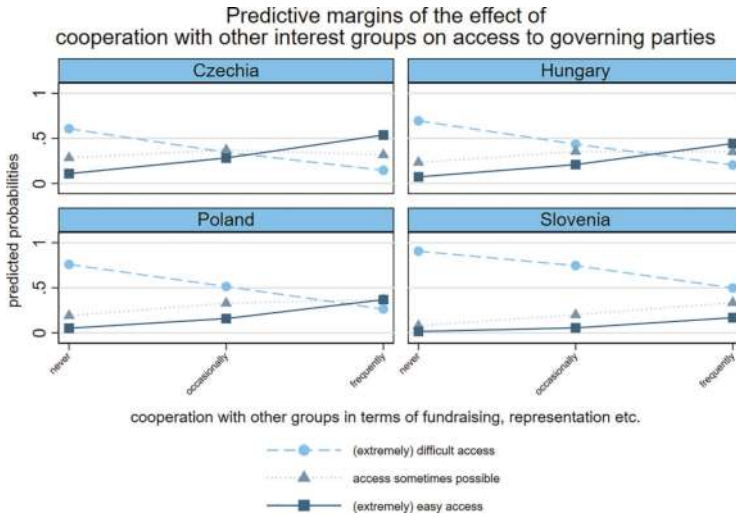 Predictive margins of the effect of
cooperation with other interest groups on access to governing parties
Czechia
Hungary
1
.5
0
Poland
Slovenia
1
.5
0
predicted probabilities
never
occasionally
frequently
never
occasionally
frequently
cooperation with other groups in terms of fundraising, representation etc.
(extremely) difficult access
access sometimes possible
(extremely) easy access